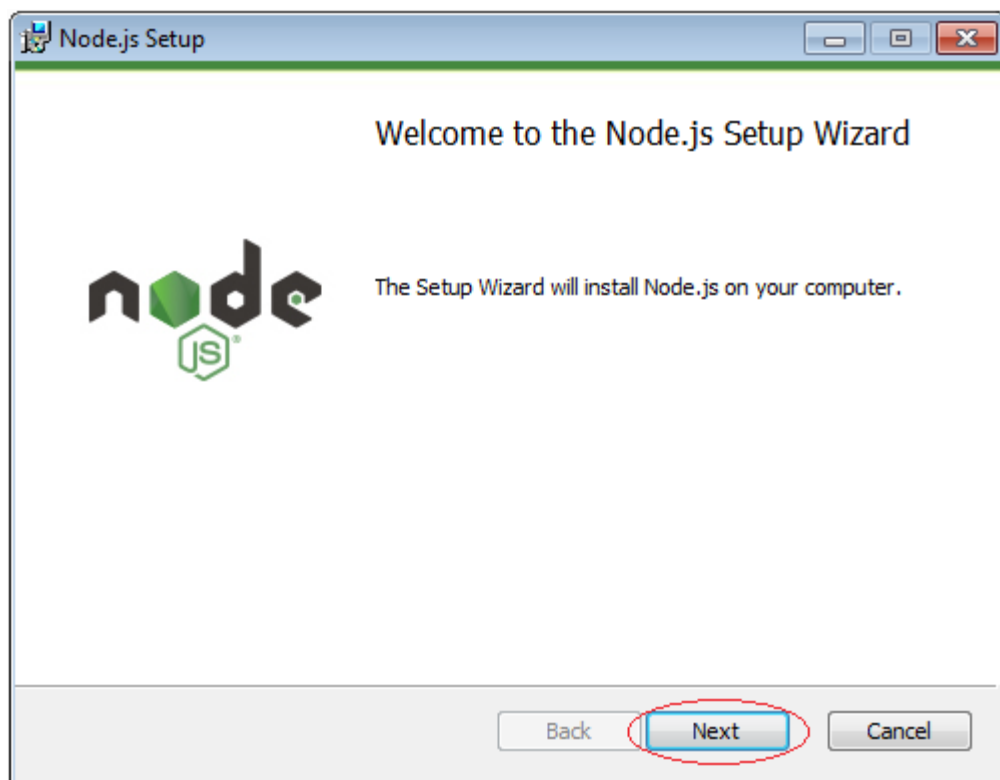 Node.js Setup
Welcome to the Node.js Setup Wizard
node
JS®
The Setup Wizard will install Node.js on your computer.
Back Next Cancel